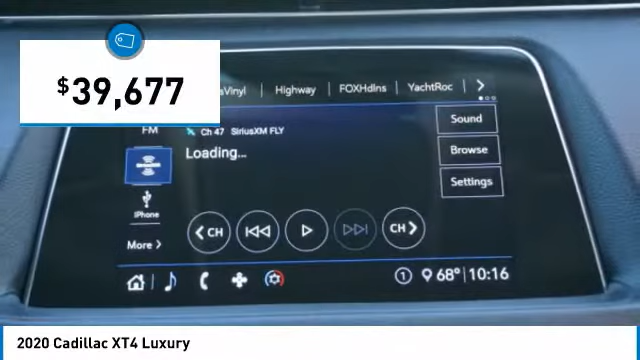 $39,677
sVinyl Highway FOXHdlns YachtRoc
FM
Ch 47 SiriusXM FLY
Loading...
Sound
Browse
Settings
iPhone
More
CH
CH
1 68° 10:16
2020 Cadillac XT4 Luxury